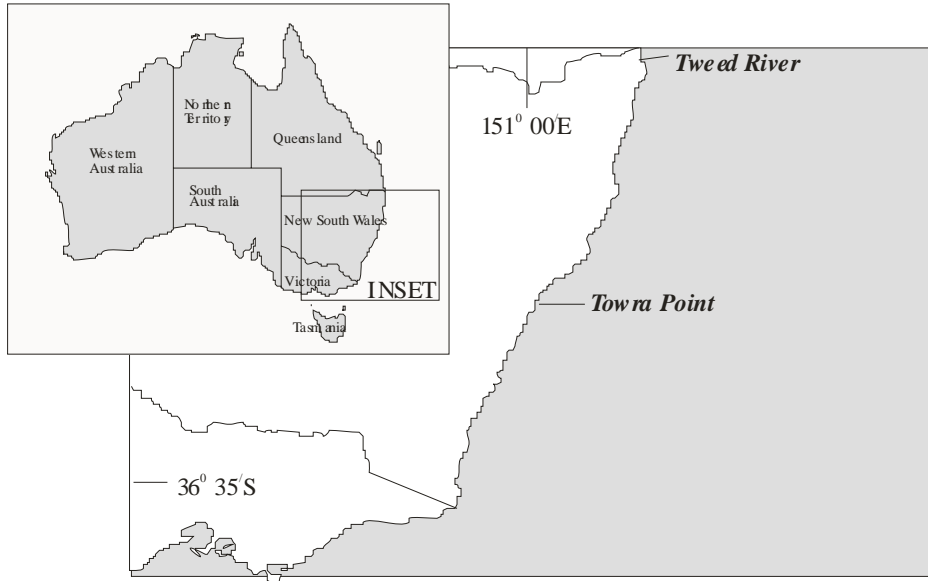 Northern
Territory
Queensland
Western
Australia
South
Australia
New South Wales
Victoria
INSET
Tasmania
Tweed River
151° 00′E
Towra Point
36° 35′S